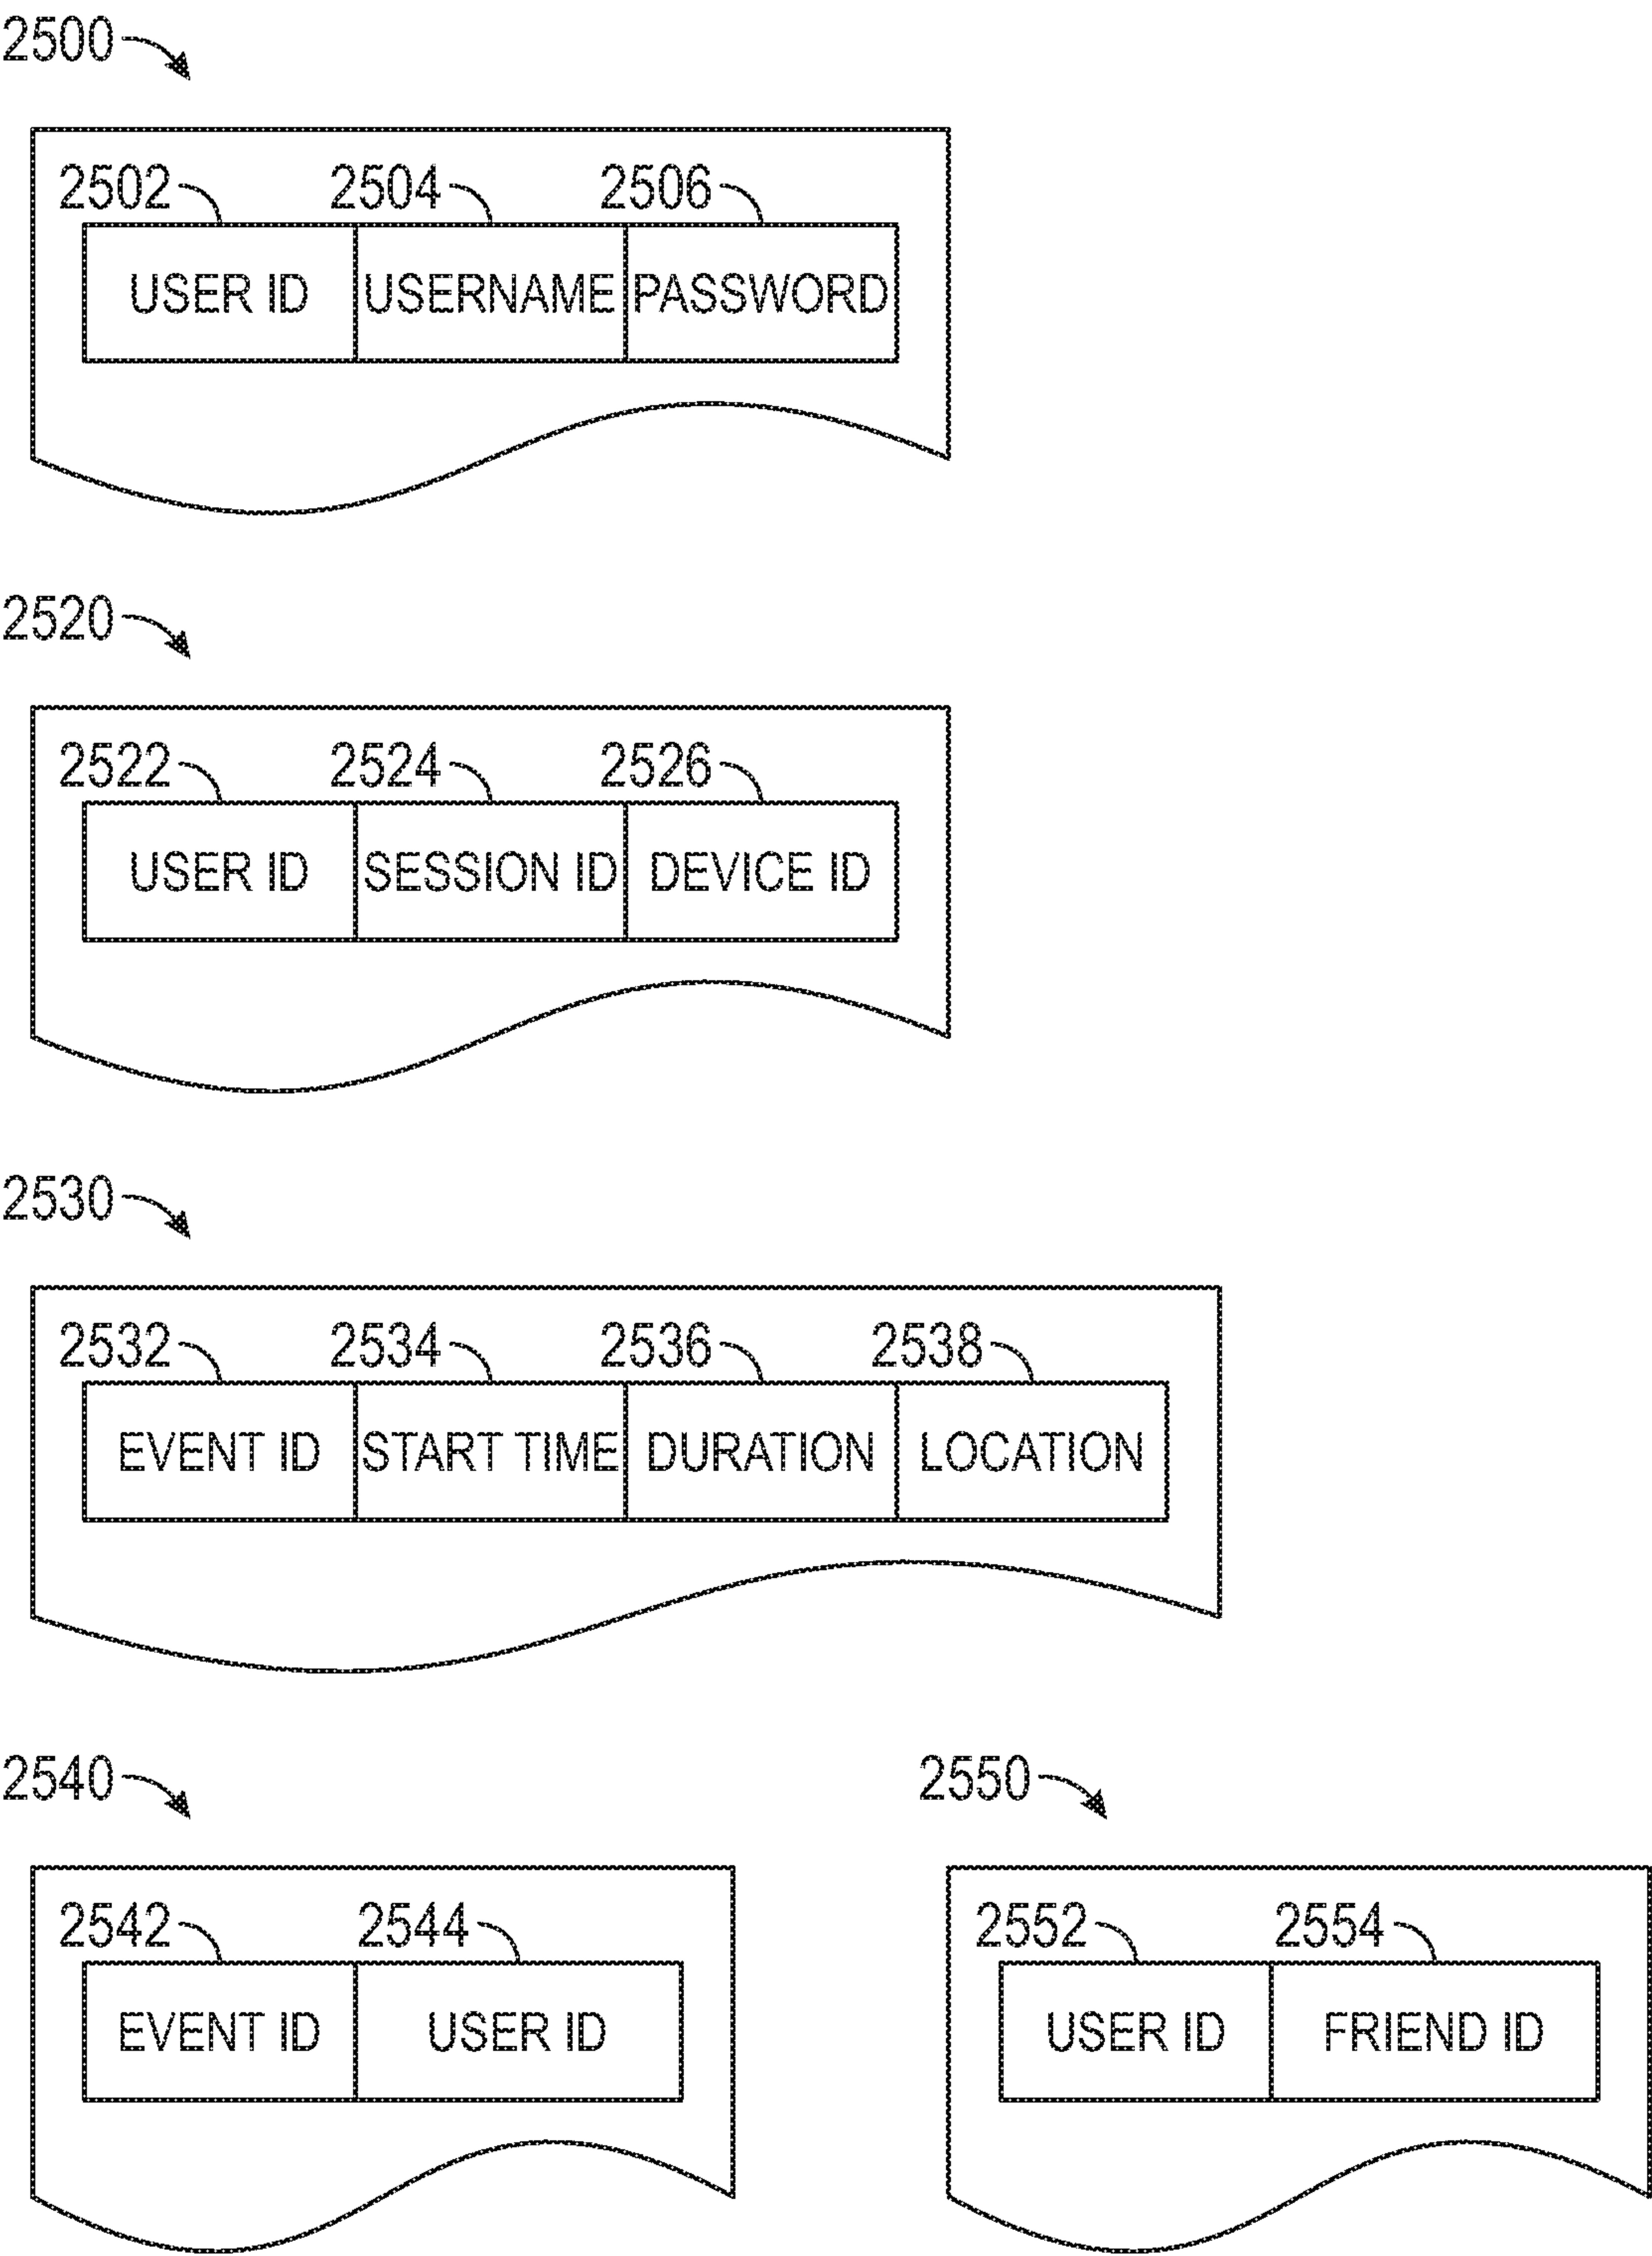 2500
2502 2504 2506
USER ID USERNAME PASSWORD
2520
2522 2524 2526
USER ID SESSION ID DEVICE ID
2530
2532 2534 2536 2538
EVENT ID START TIME DURATION LOCATION
2540 2550
2542 2544 2552 2554
EVENT ID USER ID USER ID FRIEND ID